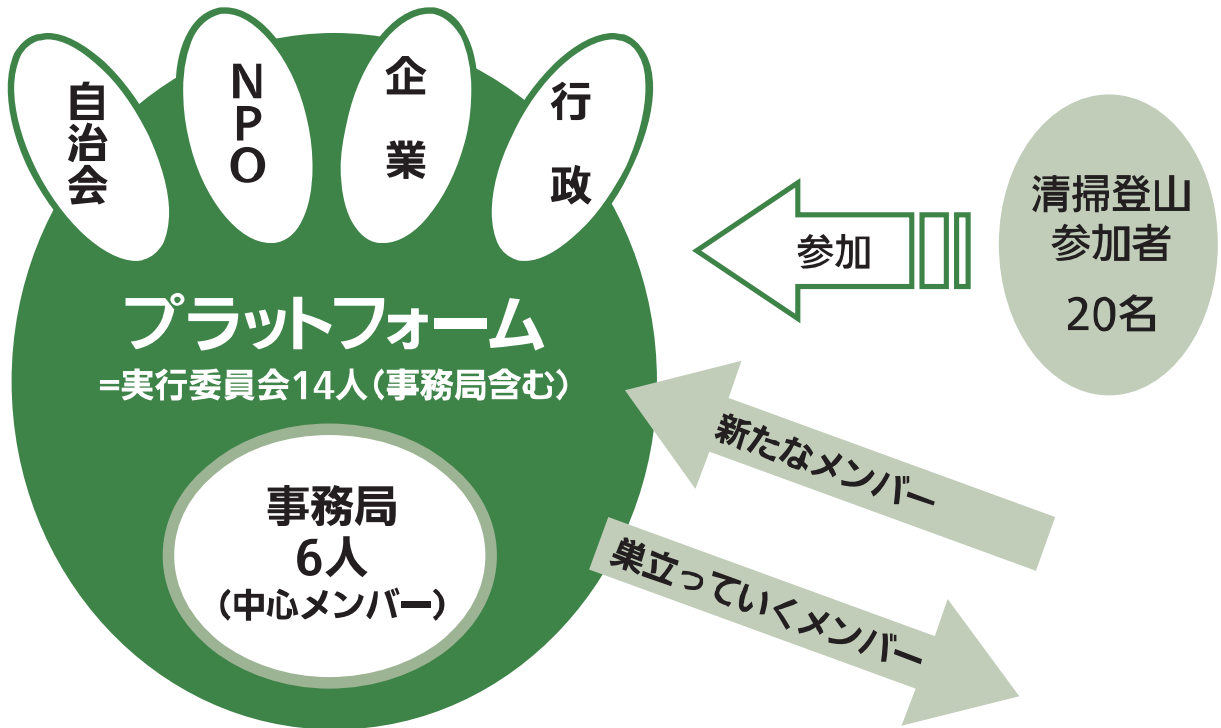 自治会
NPO
企業
行政
プラットフォーム
=実行委員会14人(事務局含む)
事務局
6人
(中心メンバー)
参加
清掃登山
参加者
20名
新たなメンバー
巣立っていくメンバー